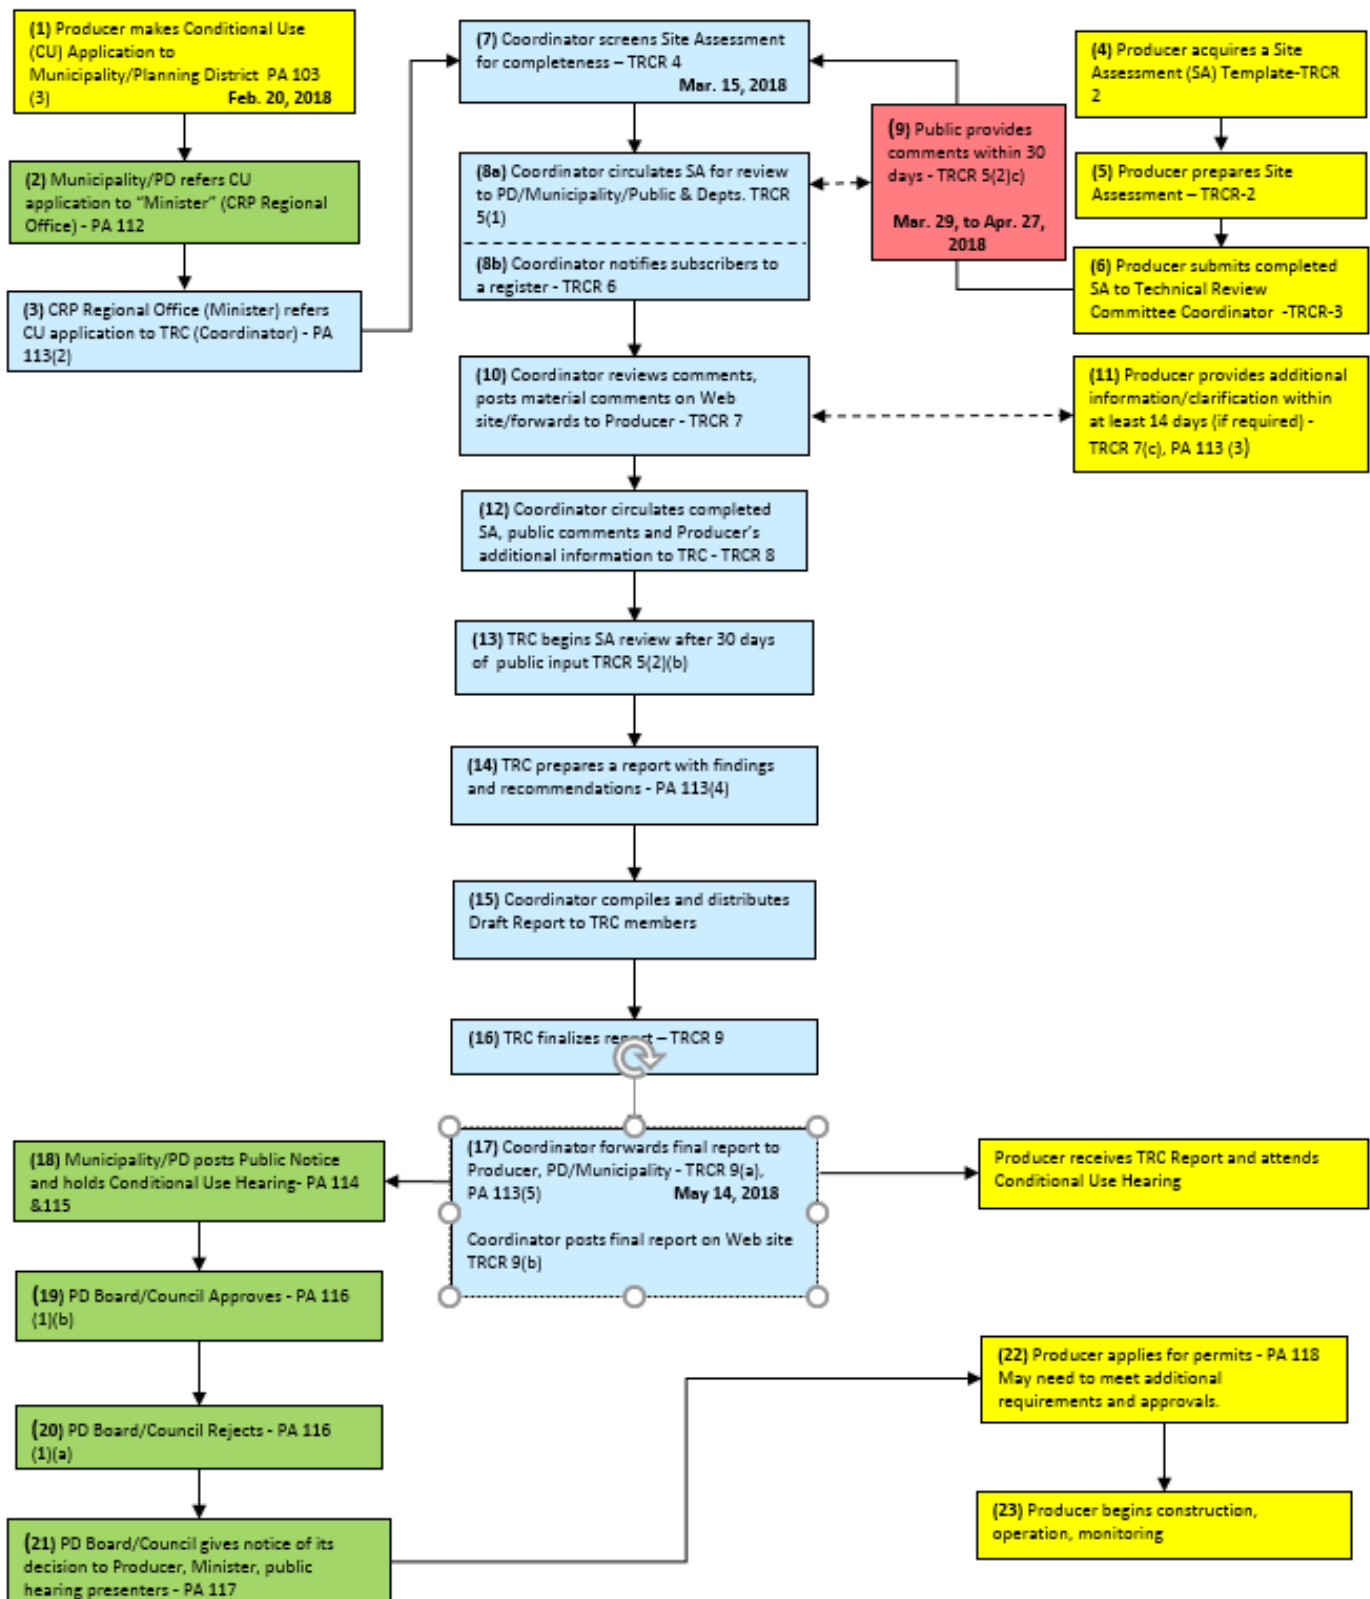 (1) Producer makes Conditional Use
(CU) Application to
Municipality/Planning District PA 103
(3) Feb. 20, 2018
(2) Municipality/PD refers CU
application to “Minister” (CRP Regional
Office) - PA 112
(3) CRP Regional Office (Minister) refers
CU application to TRC (Coordinator) - PA
113(2)
(4) Producer acquires a Site
Assessment (SA) Template-TRCR
2
(5) Producer prepares Site
Assessment – TRCR-2
(6) Producer submits completed
SA to Technical Review
Committee Coordinator -TRCR-3
(7) Coordinator screens Site Assessment
for completeness – TRCR 4
Mar. 15, 2018
(8a) Coordinator circulates SA for review
to PD/Municipality/Public & Depts. TRCR
5(1)
(8b) Coordinator notifies subscribers to
a register - TRCR 6
(9) Public provides
comments within 30
days - TRCR 5(2)c)
Mar. 29, to Apr. 27,
2018
(10) Coordinator reviews comments,
posts material comments on Web
site/forwards to Producer - TRCR 7
(11) Producer provides additional
information/clarification within
at least 14 days (if required) -
TRCR 7(c), PA 113 (3)
(12) Coordinator circulates completed
SA, public comments and Producer’s
additional information to TRC - TRCR 8
(13) TRC begins SA review after 30 days
of public input TRCR 5(2)(b)
(14) TRC prepares a report with findings
and recommendations - PA 113(4)
(15) Coordinator compiles and distributes
Draft Report to TRC members
(16) TRC finalizes report – TRCR 9
(17) Coordinator forwards final report to
Producer, PD/Municipality - TRCR 9(a),
PA 113(5) May 14, 2018
Coordinator posts final report on Web site
TRCR 9(b)
Producer receives TRC Report and attends
Conditional Use Hearing
(18) Municipality/PD posts Public Notice
and holds Conditional Use Hearing- PA 114
&115
(19) PD Board/Council Approves - PA 116
(1)(b)
(20) PD Board/Council Rejects - PA 116
(1)(a)
(21) PD Board/Council gives notice of its
decision to Producer, Minister, public
hearing presenters - PA 117
(22) Producer applies for permits - PA 118
May need to meet additional
requirements and approvals.
(23) Producer begins construction,
operation, monitoring